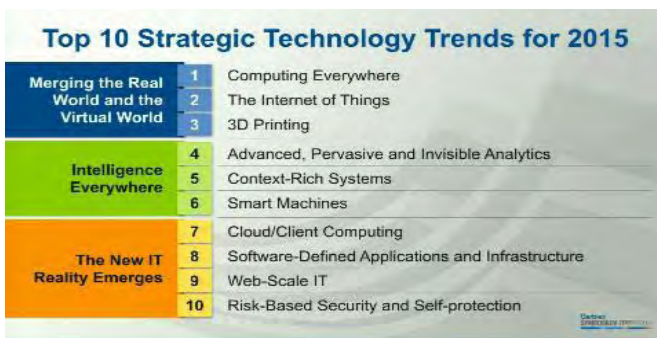 Top 10 Strategic Technology Trends for 2015
Merging the Real
World and the
Virtual World
1 Computing Everywhere
2 The Internet of Things
3 3D Printing
Intelligence
Everywhere
4 Advanced, Pervasive and Invisible Analytics
5 Context-Rich Systems
6 Smart Machines
The New IT
Reality Emerges
7 Cloud/Client Computing
8 Software-Defined Applications and Infrastructure
9 Web-Scale IT
10 Risk-Based Security and Self-protection
Gartner
SYMPOSIUM